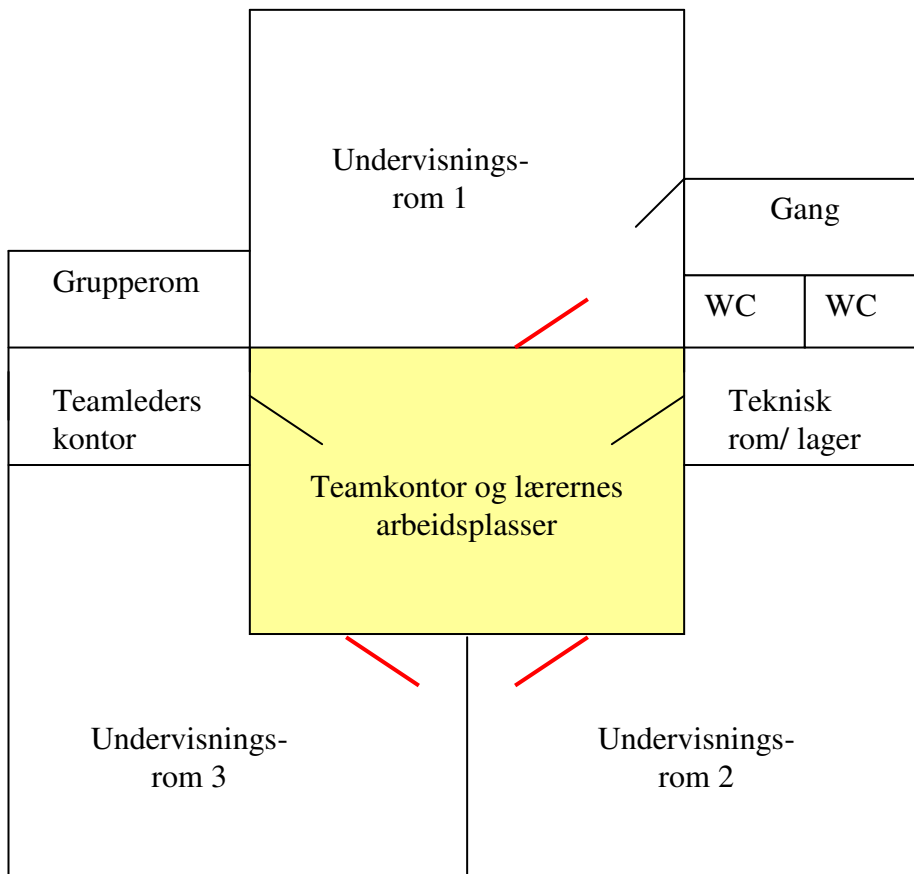 Undervisnings-
rom 1
Gang
Grupperom
WC
WC
Teamleders
kontor
Teknisk
rom/ lager
Teamkontor og lærernes
arbeidsplasser
Undervisnings-
rom 3
Undervisnings-
rom 2